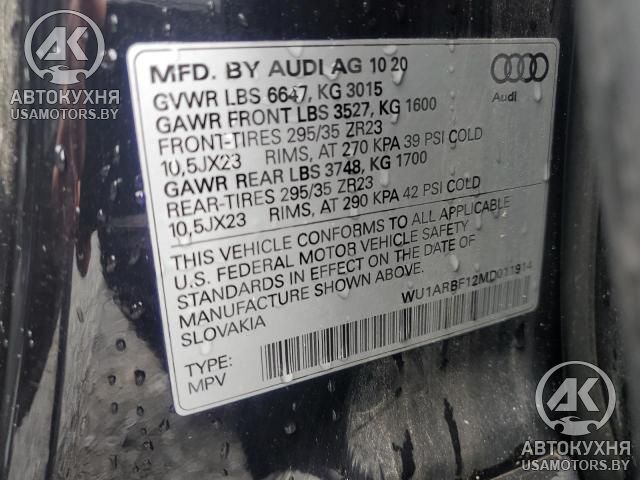 AK
АВТОКУХНЯ
USAMOTORS.BY
MFD. BY AUDI AG 10 20
GVWR LBS 6647, KG 3015
GAWR FRONT LBS 3527, KG 1600
FRONT-TIRES 295/35 ZR23
10,5JX23 RIMS, AT 270 KPA 39 PSI COLD
GAWR REAR LBS 3748, KG 1700
REAR-TIRES 295/35 ZR23
10,5JX23 RIMS, AT 290 KPA 42 PSI COLD
Audi
THIS VEHICLE CONFORMS TO ALL APPLICABLE
U.S. FEDERAL MOTOR VEHICLE SAFETY
STANDARDS IN EFFECT ON THE DATE OF
MANUFACTURE SHOWN ABOVE.
SLOVAKIA
WU1ARBF12MD011914
TYPE:
MPV
AK
АВТОКУХНЯ
USAMOTORS.BY